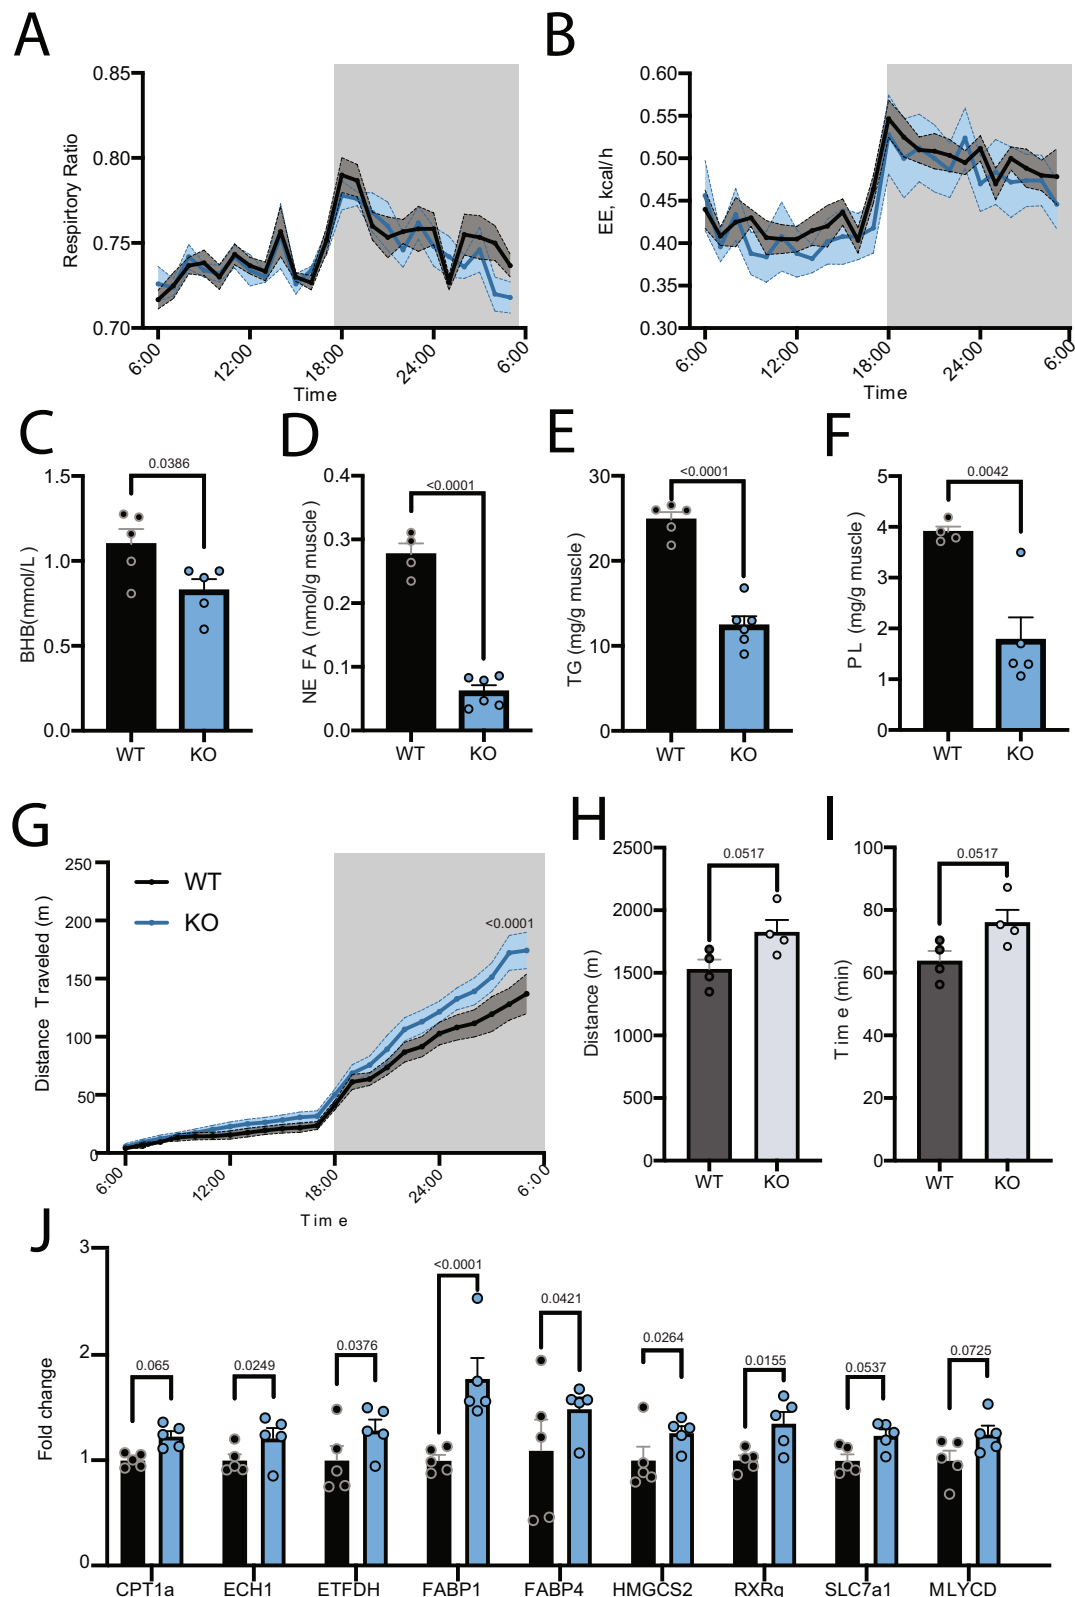 A
B
0.85
0.80
0.75
0.70
Respirtory Ratio
6:00
12:00
18:00
24:00
6:00
Time
0.60
0.55
0.50
0.45
0.40
0.35
0.30
EE, kcal/h
6:00
12:00
18:00
24:00
6:00
Time
C
D
E
F
1.5
1.0
0.5
0.0
BHB(mmol/L )
0.0386
WT
KO
0.4
0.3
0.2
0.1
0.0
NE FA (nmol/g muscle )
<0.0001
WT
KO
30
20
10
0
TG (mg/g muscle )
<0.0001
WT
KO
5
4
3
2
1
0
P L (mg/g muscle )
0.0042
WT
KO
G
H
I
250
200
150
100
50
0
Distance Traveled (m )
WT
KO
<0.0001
6:00
12:00
18:00
24:00
6:00
Time
2500
2000
1500
1000
500
0
Distance (m )
0.0517
WT
KO
100
80
60
40
20
0
Tim e (min)
0.0517
WT
KO
J
3
2
1
0
Fold change
0.065
0.0249
0.0376
<0.0001
0.0421
0.0264
0.0155
0.0537
0.0725
CPT1a
ECH1
ETFDH
FABP1
FABP4
HMGCS2
RXRg
SLC7a1
MLYCD